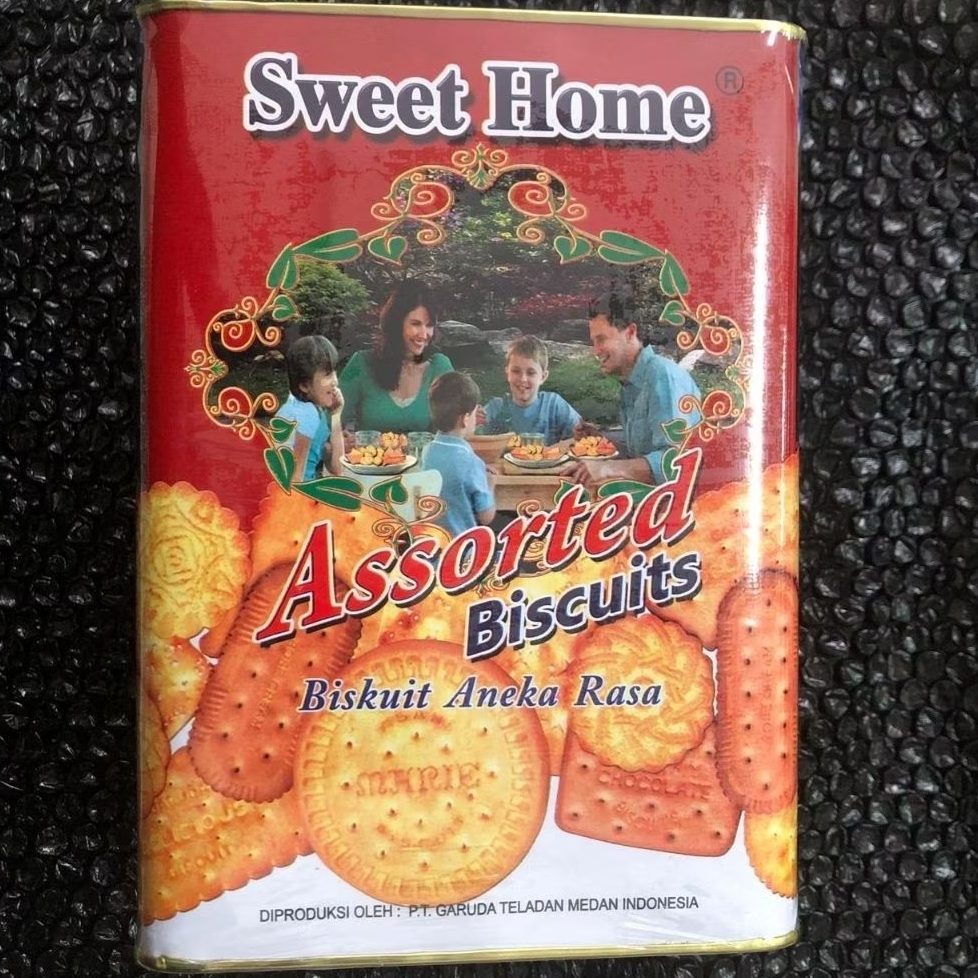 Sweet Home ®
Assorted
Biscuits
Biskuit Aneka Rasa
MARIE
CHOCOLATE
DIPRODUKSI OLEH : P.T. GARUDA TELADAN MEDAN INDONESIA